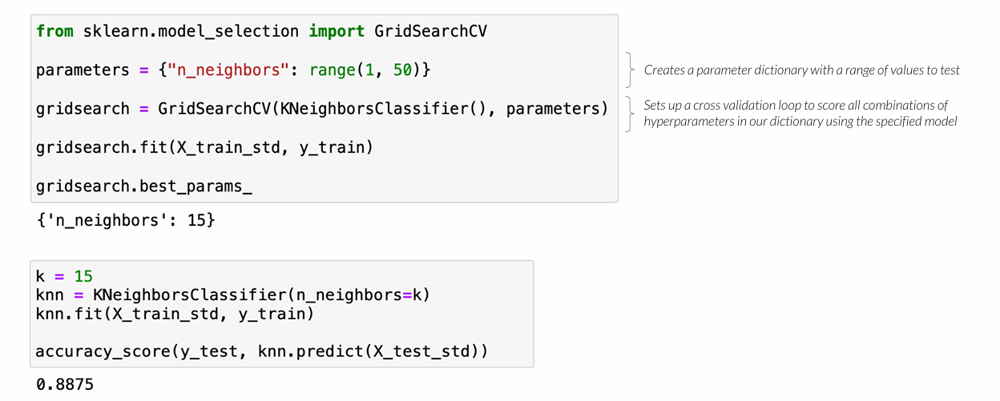 from sklearn.model_selection import GridSearchCV
parameters = {"n_neighbors": range(1, 50)}
Creates a parameter dictionary with a range of values to test
gridsearch = GridSearchCV(KNeighborsClassifier(), parameters)
Sets up a cross validation loop to score all combinations of
hyperparameters in our dictionary using the specified model
gridsearch.fit(X_train_std, y_train)
gridsearch.best_params_
{'n_neighbors': 15}
k = 15
knn = KNeighborsClassifier(n_neighbors=k)
knn.fit(X_train_std, y_train)
accuracy_score(y_test, knn.predict(X_test_std))
0.8875